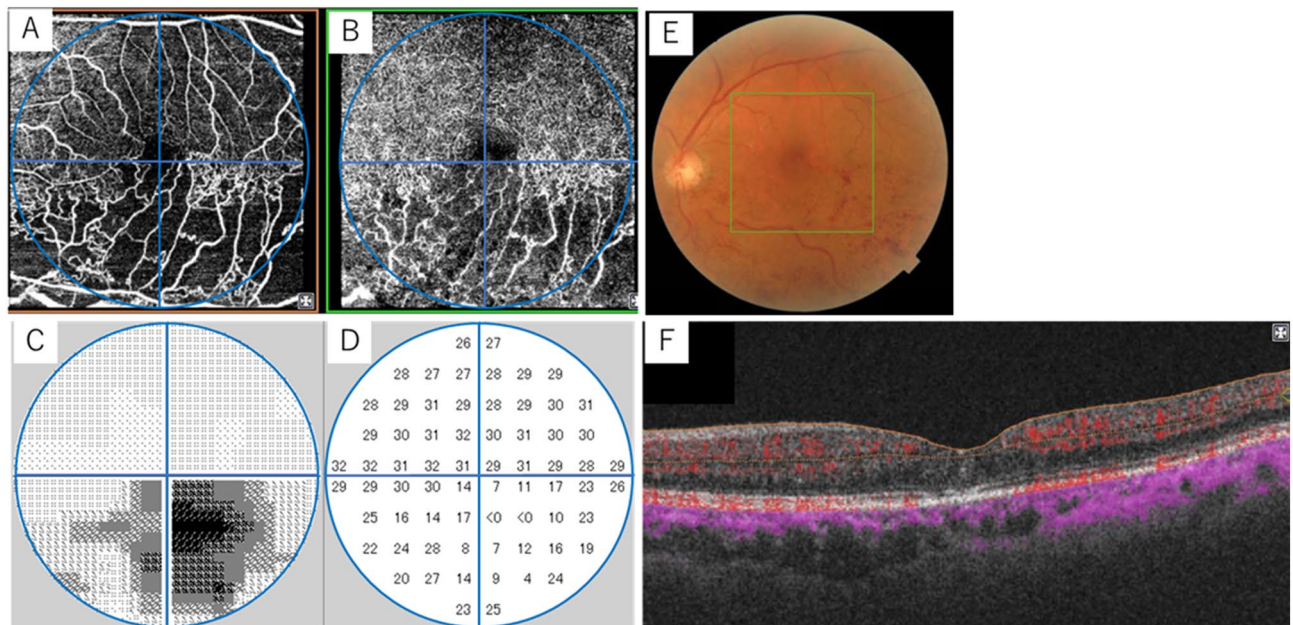 A
B
E
C
D
F
26 27
28 27 27 28 29 29
28 29 31 29 28 29 30 31
29 30 31 32 30 31 30 30
32 32 31 32 31 29 31 29 28 29
29 29 30 30 14 7 11 17 23 26
25 16 14 17 <0 <0 10 23
22 24 28 8 7 12 16 19
20 27 14 9 4 24
23 25